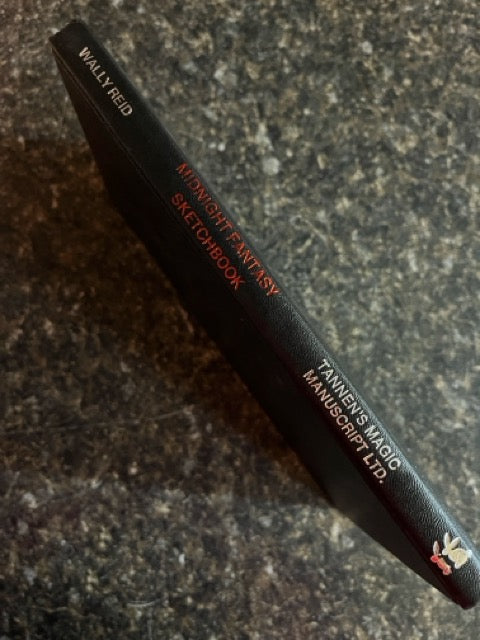 WALLY REID
MIDNIGHT FANTASY
SKETCHBOOK
TANNEN'S MAGIC
MANUSCRIPT LTD.